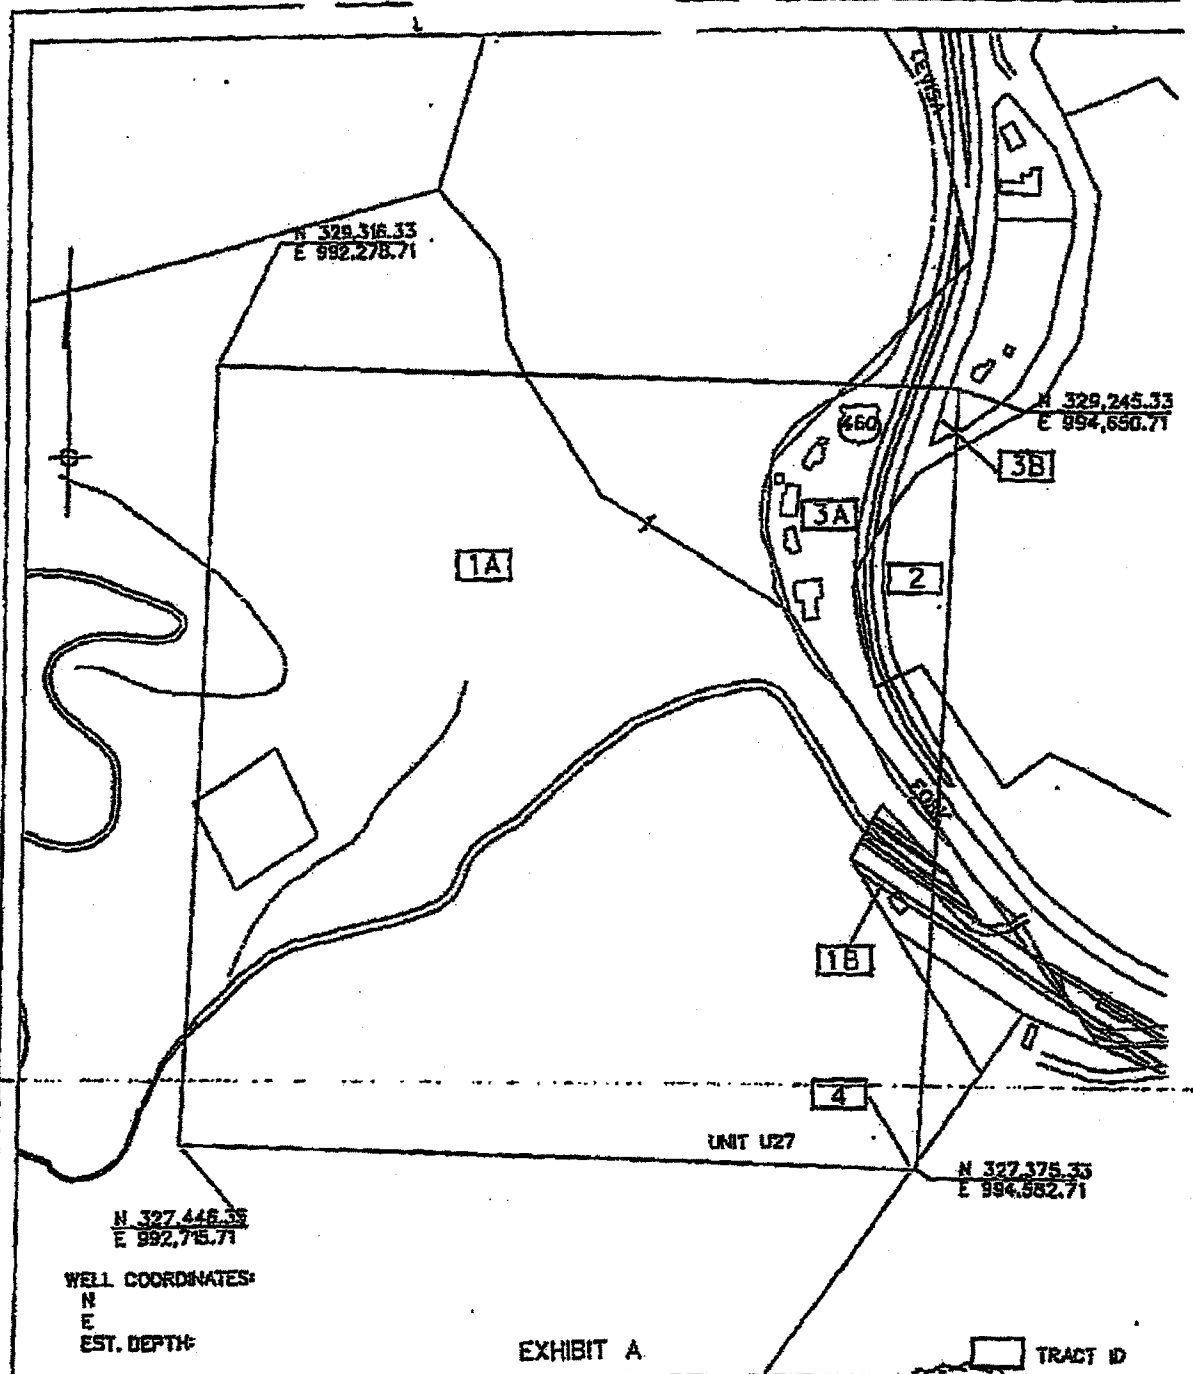 LEVISA
N 329,316.33
E 992,278.71
N 329,245.33
E 994,650.71
460
3B
3A
1A
2
FORK
1B
4
UNIT U27
N 327,375.33
E 994,582.71
N 327,446.33
E 992,715.71
WELL COORDINATES:
N
E
EST. DEPTH:
EXHIBIT A
TRACT ID